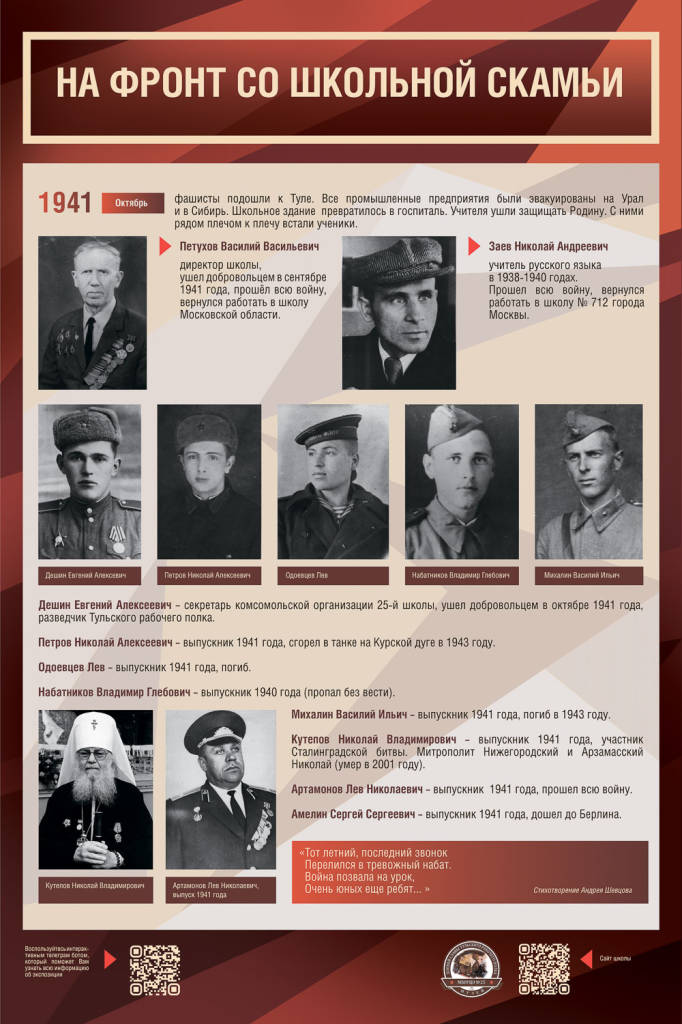 НА ФРОНТ СО ШКОЛЬНОЙ СКАМЬИ
1941
Октябрь
фашисты подошли к Туле. Все промышленные предприятия были эвакуированы на Урал
и в Сибирь. Школьное здание превратилось в госпиталь. Учителя ушли защищать Родину. С ними
рядом плечом к плечу встали ученики.
Петухов Василий Васильевич
директор школы,
ушел добровольцем в сентябре
1941 года, прошёл всю войну,
вернулся работать в школу
Московской области.
Заев Николай Андреевич
учитель русского языка
в 1938-1940 годах.
Прошел всю войну, вернулся
работать в школу № 712 города
Москвы.
Дешин Евгений Алексевич
Петров Николай Алексеевич
Одоевцев Лев
Набатников Владимир Глебович
Михалин Василий Ильич
Дешин Евгений Алексеевич – секретарь комсомольской организации 25-й школы, ушел добровольцем в октябре 1941 года,
разведчик Тульского рабочего полка.
Петров Николай Алексеевич – выпускник 1941 года, сгорел в танке на Курской дуге в 1943 году.
Одоевцев Лев – выпускник 1941 года, погиб.
Набатников Владимир Глебович – выпускник 1940 года (пропал без вести).
Михалин Василий Ильич – выпускник 1941 года, погиб в 1943 году.
Кутепов Николай Владимирович – выпускник 1941 года, участник
Сталинградской битвы. Митрополит Нижегородский и Арзамасский
Николай (умер в 2001 году).
Артамонов Лев Николаевич – выпускник 1941 года, прошел всю войну.
Амелин Сергей Сергеевич – выпускник 1941 года, дошел до Берлина.
Кутепов Николай Владимирович
Артамонов Лев Николаевич,
выпуск 1941 года
«Тот летний, последний звонок
Перелился в тревожный набат.
Война позвала на урок,
Очень юных еще ребят... »
Стихотворение Андрея Шевцова
Воспользуйтесь интерак-
тивным телеграм ботом,
который поможет Вам
узнать всю информацию
об экспозиции
Сайт школы